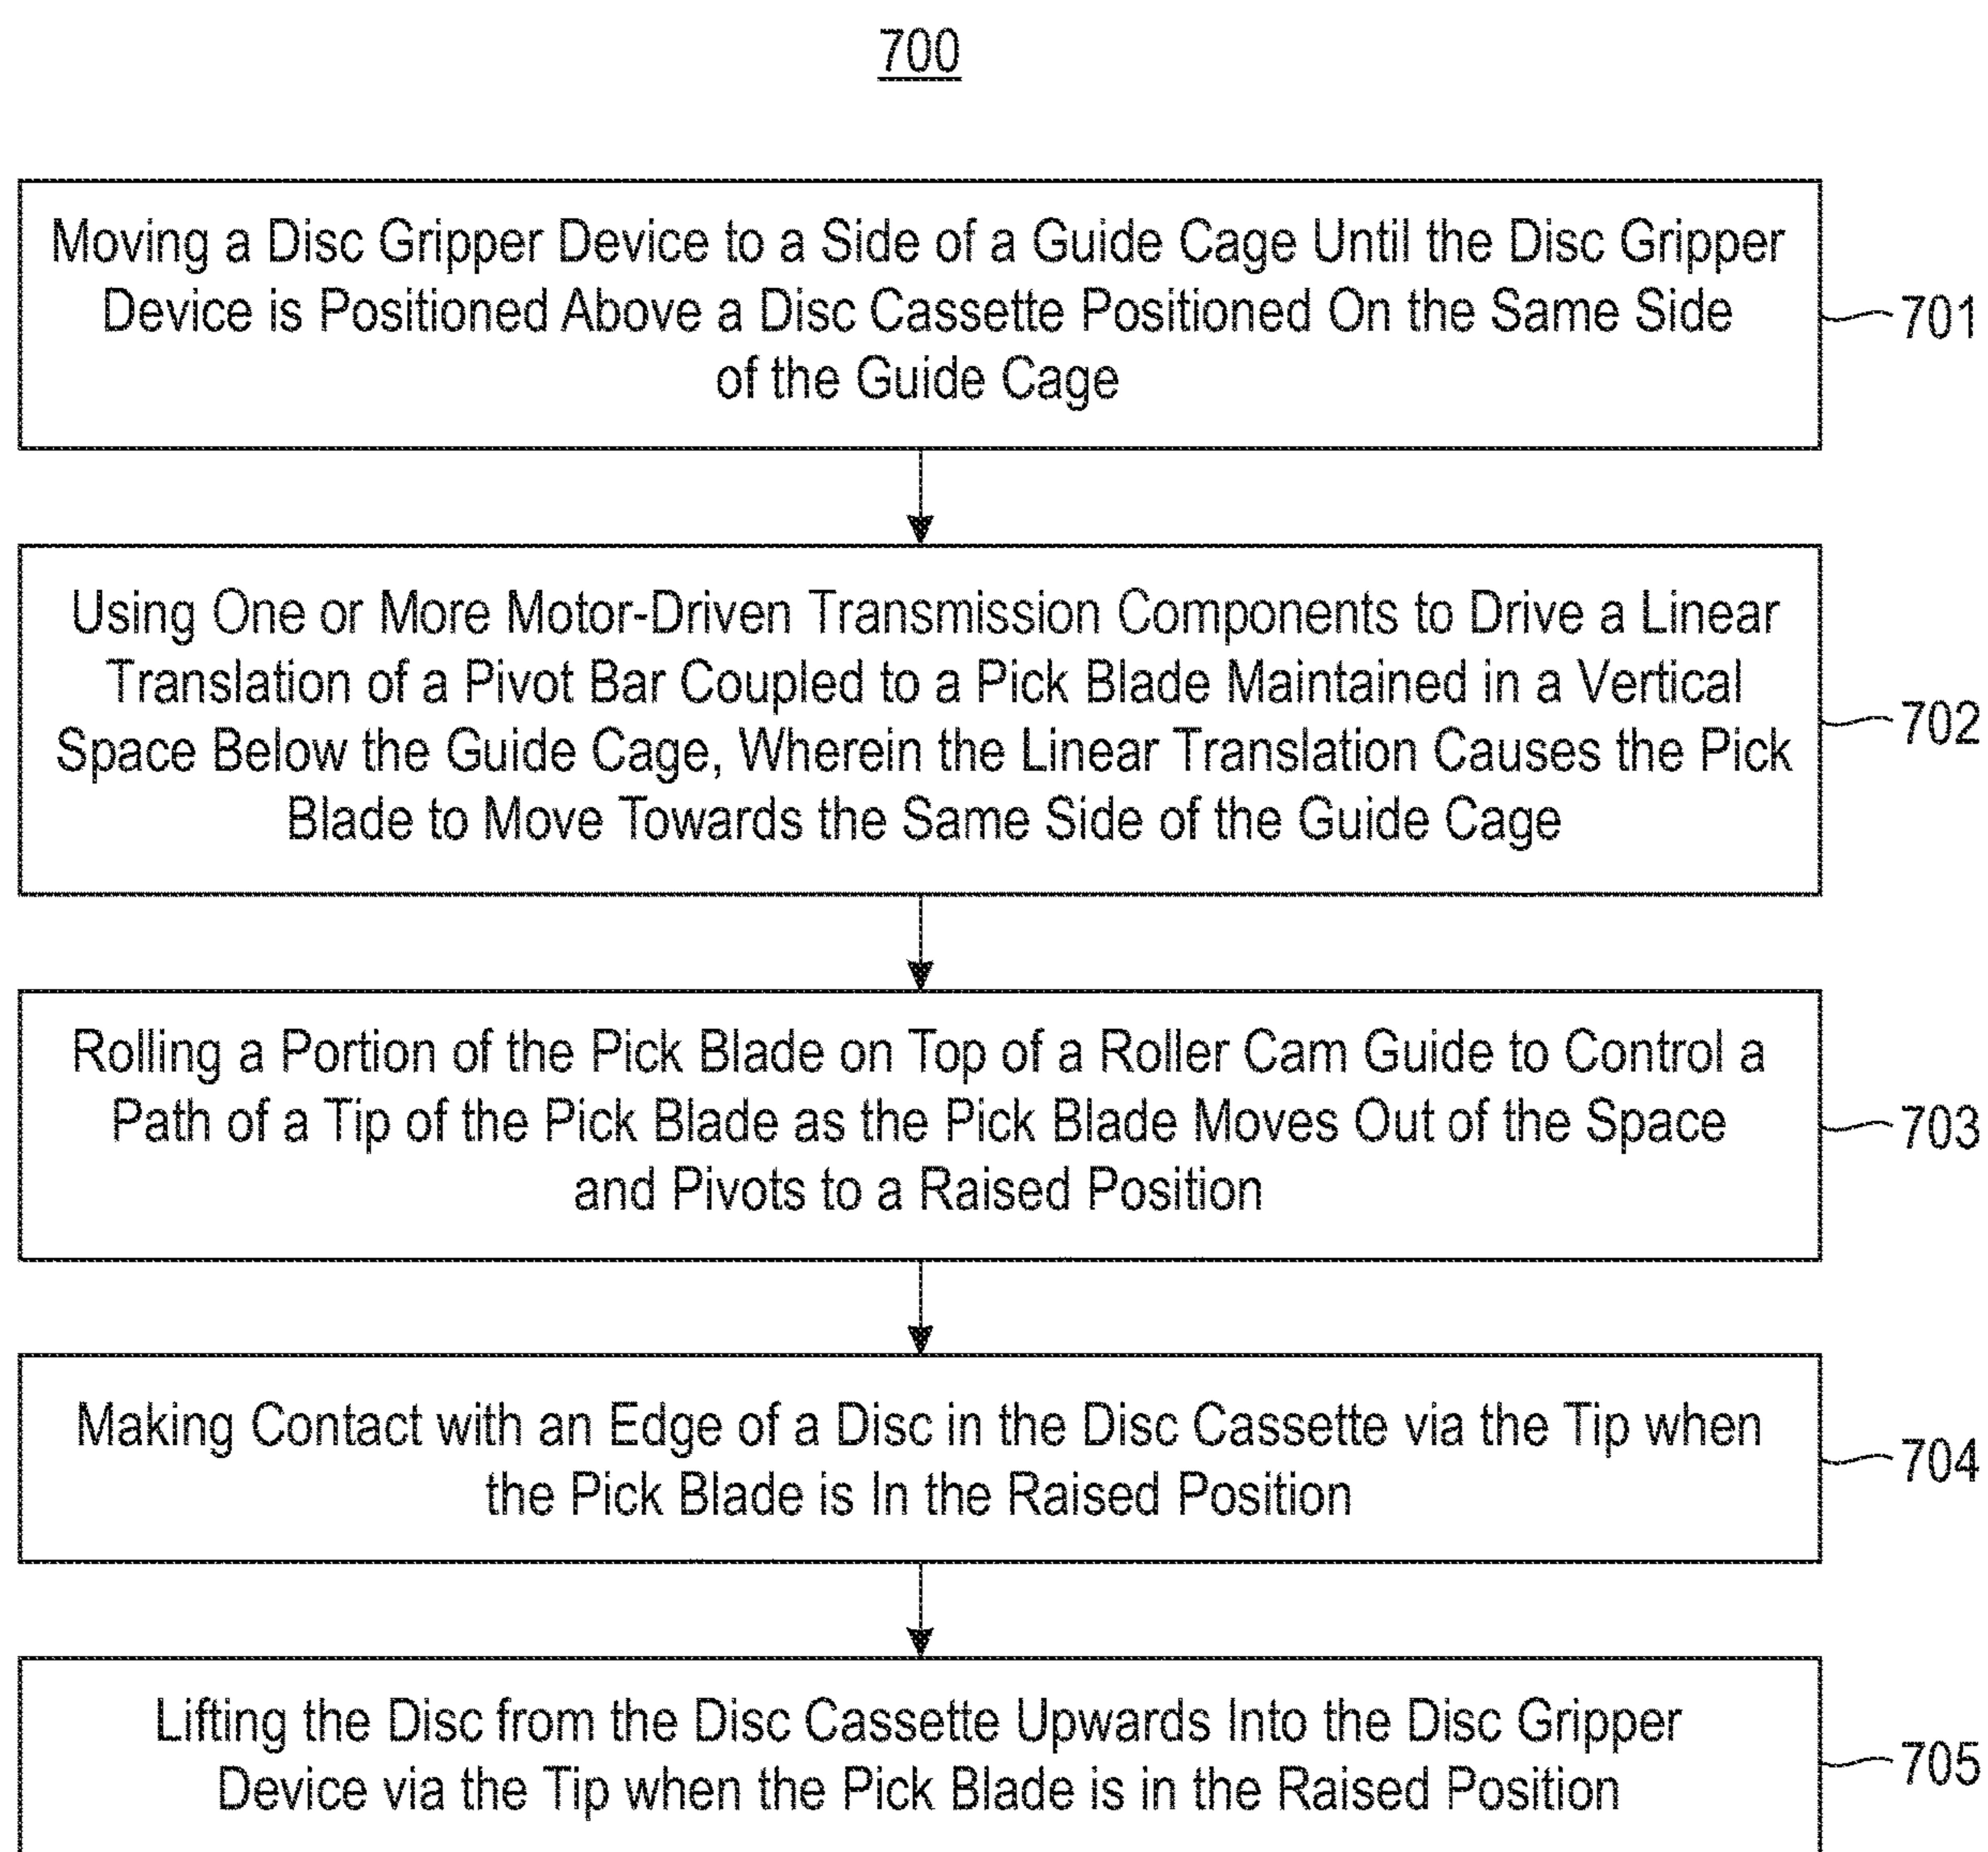 700
Moving a Disc Gripper Device to a Side of a Guide Cage Until the Disc Gripper
Device is Positioned Above a Disc Cassette Positioned On the Same Side
of the Guide Cage
701
Using One or More Motor-Driven Transmission Components to Drive a Linear
Translation of a Pivot Bar Coupled to a Pick Blade Maintained in a Vertical
Space Below the Guide Cage, Wherein the Linear Translation Causes the Pick
Blade to Move Towards the Same Side of the Guide Cage
702
Rolling a Portion of the Pick Blade on Top of a Roller Cam Guide to Control a
Path of a Tip of the Pick Blade as the Pick Blade Moves Out of the Space
and Pivots to a Raised Position
703
Making Contact with an Edge of a Disc in the Disc Cassette via the Tip when
the Pick Blade is In the Raised Position
704
Lifting the Disc from the Disc Cassette Upwards Into the Disc Gripper
Device via the Tip when the Pick Blade is in the Raised Position
705